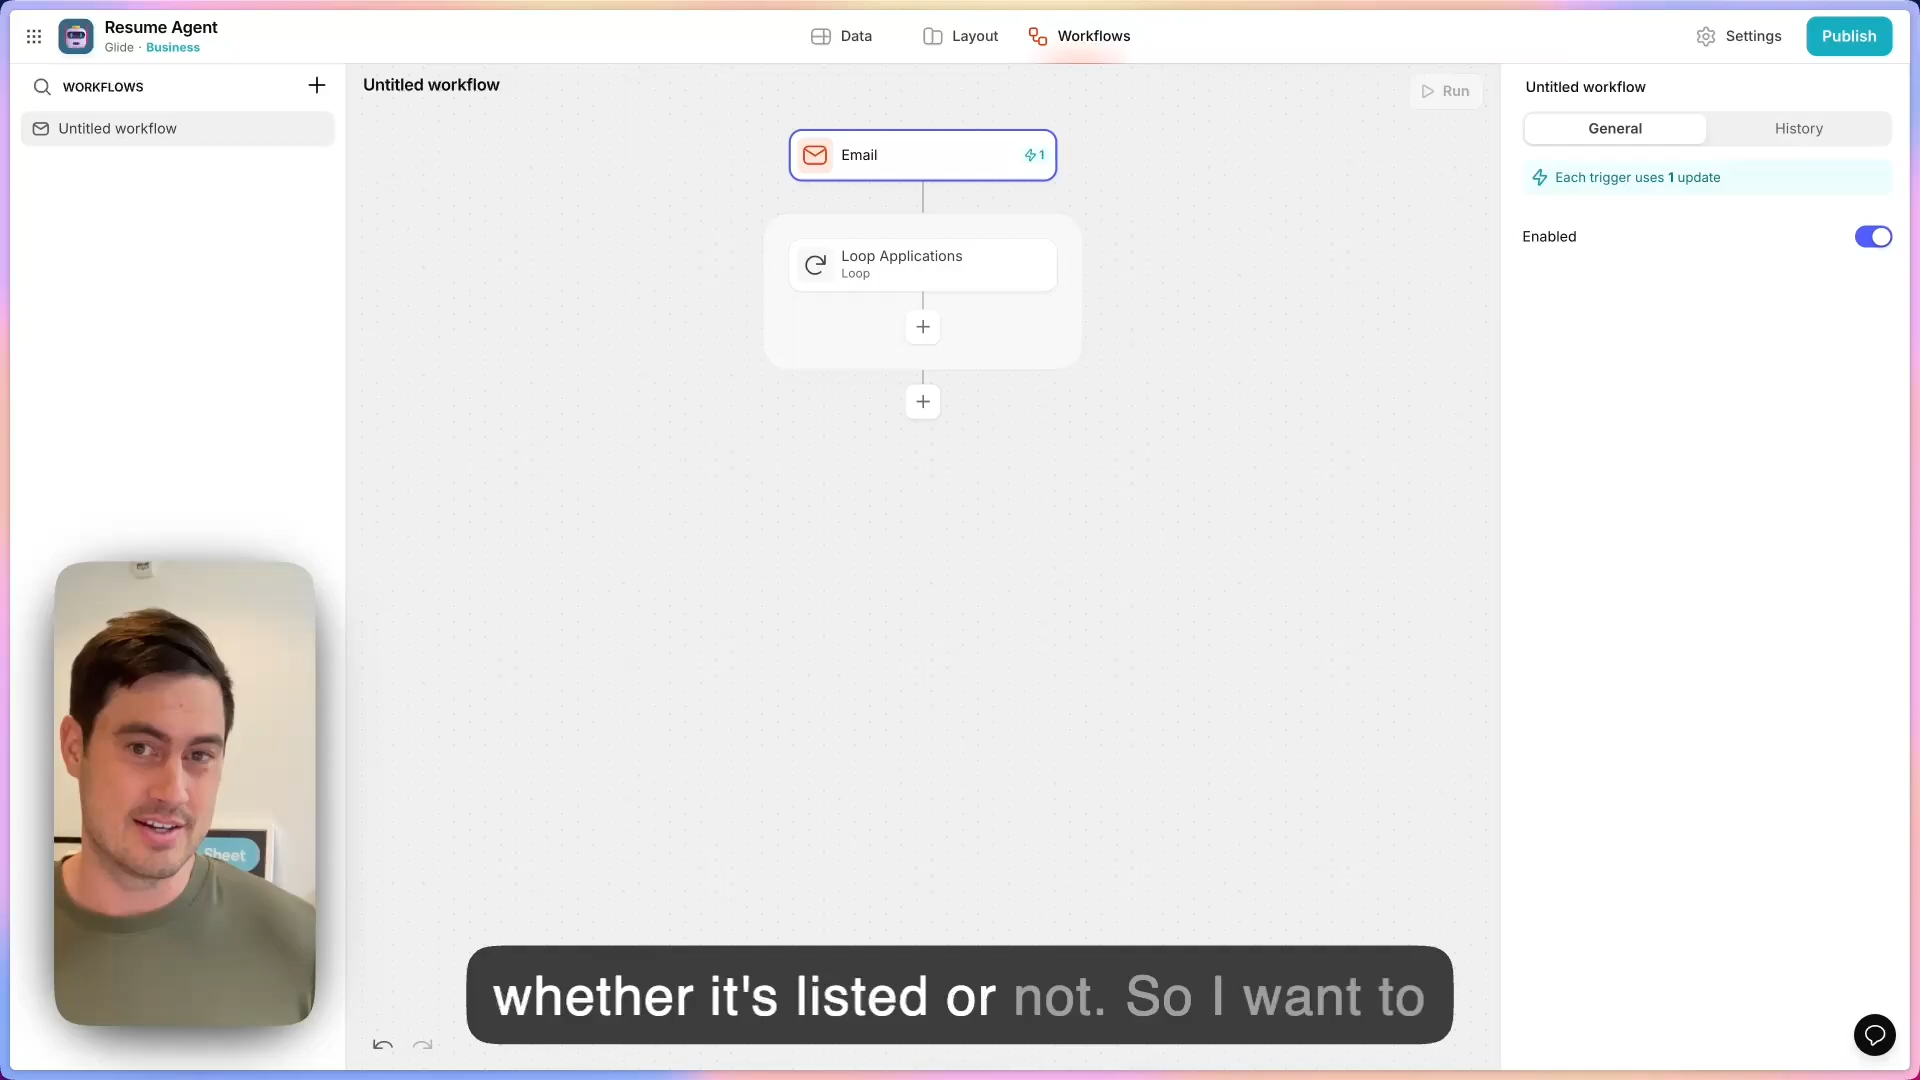 Resume Agent
Glide · Business
Data
Layout
Workflows
Settings
Publish
WORKFLOWS
Untitled workflow
Untitled workflow
Run
Email
1
Loop Applications
Loop
Untitled workflow
General
History
Each trigger uses 1 update
Enabled
Sheet
whether it's listed or not. So I want to